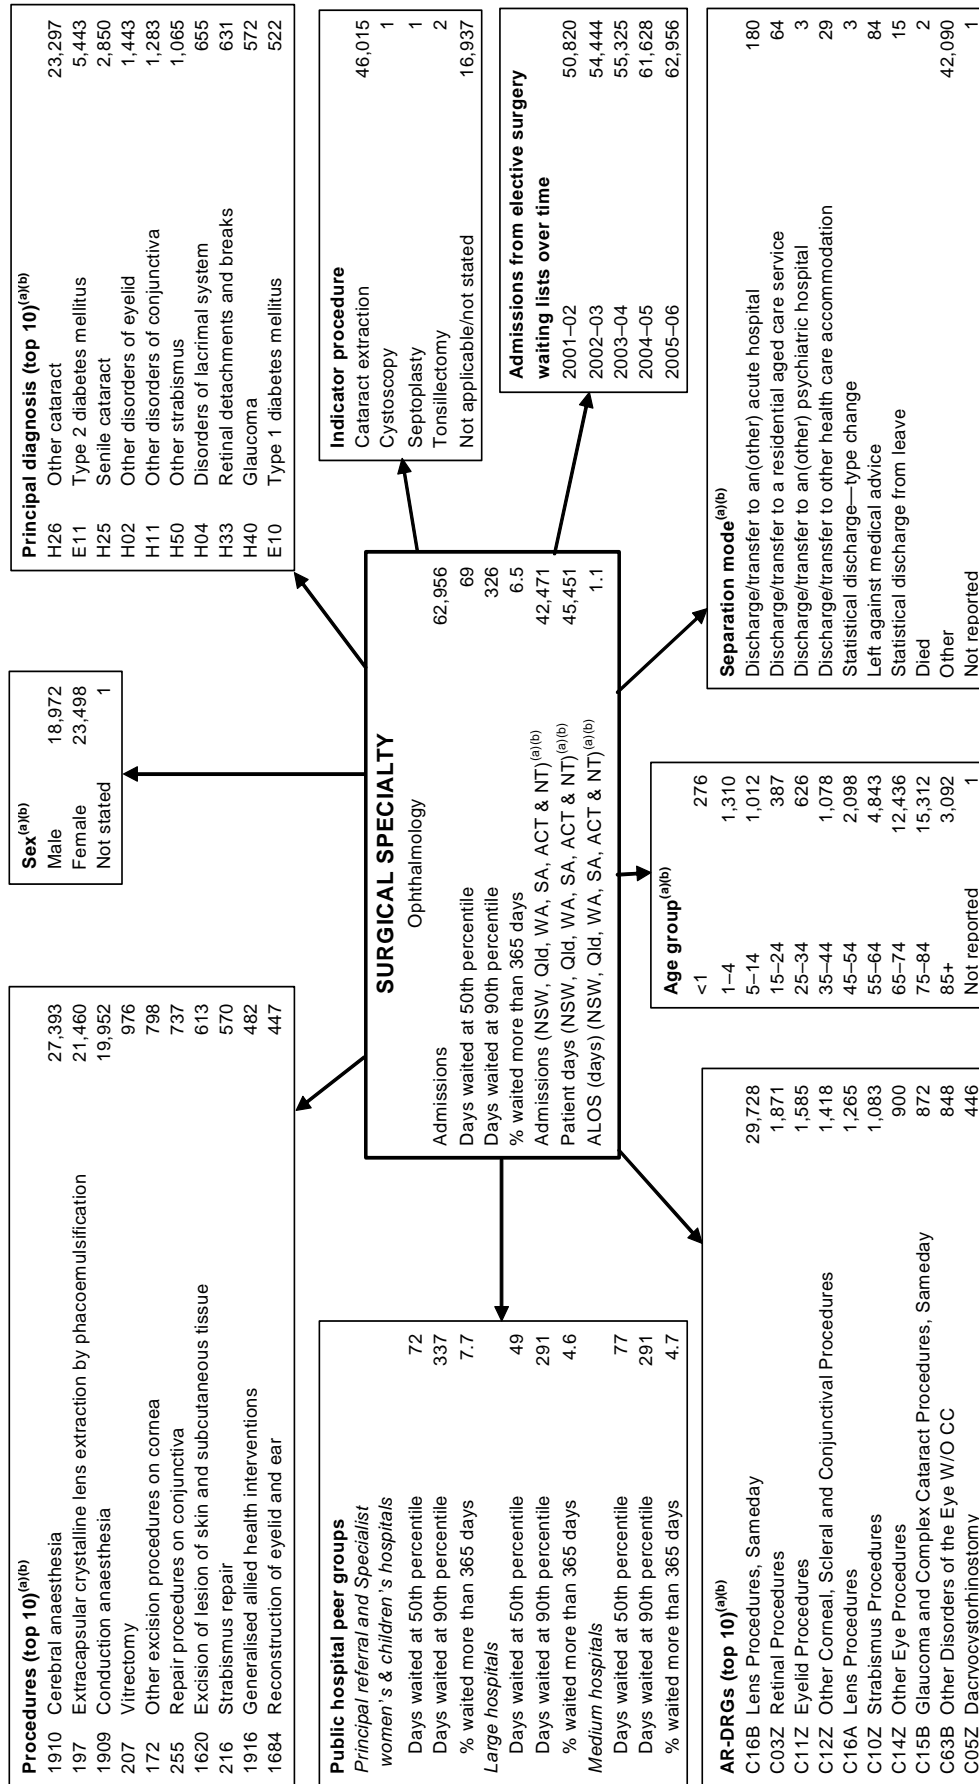 Procedures (top 10)(a)(b)
1910 Cerebral anaesthesia 27,393
197 Extracapsular crystalline lens extraction by phacoemulsification 21,460
1909 Conduction anaesthesia 19,952
207 Vitrectomy 976
172 Other excision procedures on cornea 798
255 Repair procedures on conjunctiva 737
1620 Excision of lesion of skin and subcutaneous tissue 613
216 Strabismus repair 570
1916 Generalised allied health interventions 482
1684 Reconstruction of eyelid and ear 447
Sex(a)(b)
Male 18,972
Female 23,498
Not stated 1
Principal diagnosis (top 10)(a)(b)
H26 Other cataract 23,297
E11 Type 2 diabetes mellitus 5,443
H25 Senile cataract 2,850
H02 Other disorders of eyelid 1,443
H11 Other disorders of conjunctiva 1,283
H50 Other strabismus 1,065
H04 Disorders of lacrimal system 655
H33 Retinal detachments and breaks 631
H40 Glaucoma 572
E10 Type 1 diabetes mellitus 522
Public hospital peer groups
Principal referral and Specialist
women's & children's hospitals
Days waited at 50th percentile 72
Days waited at 90th percentile 337
% waited more than 365 days 7.7
Large hospitals
Days waited at 50th percentile 49
Days waited at 90th percentile 291
% waited more than 365 days 4.6
Medium hospitals
Days waited at 50th percentile 77
Days waited at 90th percentile 291
% waited more than 365 days 4.7
SURGICAL SPECIALTY
Ophthalmology
Admissions 62,956
Days waited at 50th percentile 69
Days waited at 90th percentile 326
% waited more than 365 days 6.5
Admissions (NSW, Qld, WA, SA, ACT & NT)(a)(b) 42,471
Patient days (NSW, Qld, WA, SA, ACT & NT)(a)(b) 45,451
ALOS (days) (NSW, Qld, WA, SA, ACT & NT)(a)(b) 1.1
Indicator procedure
Cataract extraction 46,015
Cystoscopy 1
Septoplasty 1
Tonsillectomy 2
Not applicable/not stated 16,937
Admissions from elective surgery
waiting lists over time
2001–02 50,820
2002–03 54,444
2003–04 55,325
2004–05 61,628
2005–06 62,956
AR-DRGs (top 10)(a)(b)
C16B Lens Procedures, Sameday 29,728
C03Z Retinal Procedures 1,871
C11Z Eyelid Procedures 1,585
C12Z Other Corneal, Scleral and Conjunctival Procedures 1,418
C16A Lens Procedures 1,265
C10Z Strabismus Procedures 1,083
C14Z Other Eye Procedures 900
C15B Glaucoma and Complex Cataract Procedures, Sameday 872
C63B Other Disorders of the Eye W/O CC 848
C05Z Dacryocystorhinostomy 446
Age group(a)(b)
<1 276
1–4 1,310
5–14 1,012
15–24 387
25–34 626
35–44 1,078
45–54 2,098
55–64 4,843
65–74 12,436
75–84 15,312
85+ 3,092
Not reported 1
Separation mode(a)(b)
Discharge/transfer to an(other) acute hospital 180
Discharge/transfer to a residential aged care service 64
Discharge/transfer to an(other) psychiatric hospital 3
Discharge/transfer to other health care accommodation 29
Statistical discharge—type change 3
Left against medical advice 84
Statistical discharge from leave 15
Died 2
Other 42,090
Not reported 1